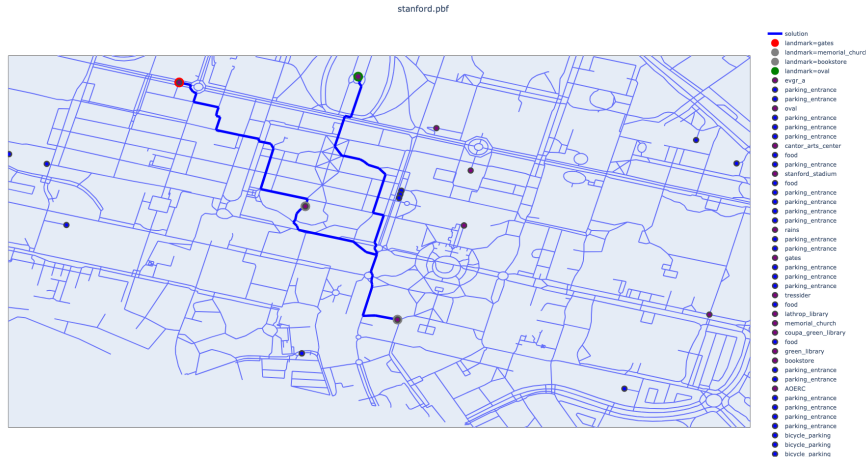 stanford.pbf
solution
landmark=gates
landmark=memorial_church
landmark=bookstore
landmark=oval
evgr_a
parking_entrance
parking_entrance
oval
parking_entrance
parking_entrance
parking_entrance
cantor_arts_center
food
parking_entrance
stanford_stadium
food
parking_entrance
parking_entrance
parking_entrance
parking_entrance
rains
parking_entrance
parking_entrance
gates
parking_entrance
parking_entrance
parking_entrance
tressider
food
lathrop_library
memorial_church
coupa_green_library
food
green_library
bookstore
parking_entrance
parking_entrance
AOERC
parking_entrance
parking_entrance
parking_entrance
parking_entrance
bicycle_parking
bicycle_parking
bicycle_parking